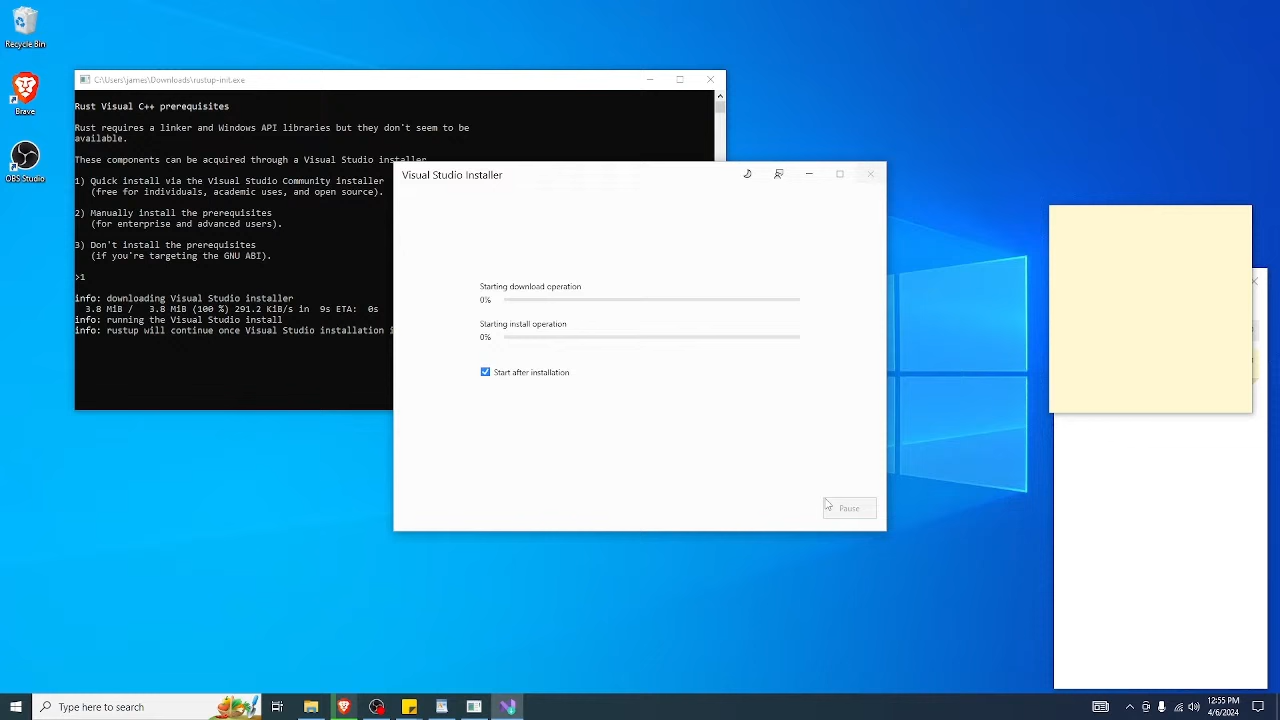 Recycle Bin
Brave
OBS Studio
C:\Users\james\Downloads\rustup-init.exe
Rust Visual C++ prerequisites
Rust requires a linker and Windows API libraries but they don't seem to be
available.
These components can be acquired through a Visual Studio installer.
1) Quick install via the Visual Studio Community installer
(free for individuals, academic uses, and open source).
2) Manually install the prerequisites
(for enterprise and advanced users).
3) Don't install the prerequisites
(if you're targeting the GNU ABI).
>1
info: downloading Visual Studio installer
3.8 MiB / 3.8 MiB (100 %) 291.2 KiB/s in 9s ETA: 0s
info: running the Visual Studio install
info: rustup will continue once Visual Studio installation
Visual Studio Installer
Starting download operation
0%
Starting install operation
0%
Start after installation
Pause
Type here to search
12:55 PM
4/6/2024